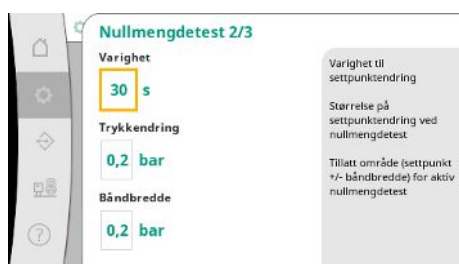 Nullmengdetest 2/3
Varighet
30 s
Trykkendring
0,2 bar
Båndbredde
0,2 bar
Varighet til
settpunktendring
Størrelse på
settpunktendring ved
nullmengdetest
Tillatt område (settpunkt
+/- båndbredde) for aktiv
nullmengdetest